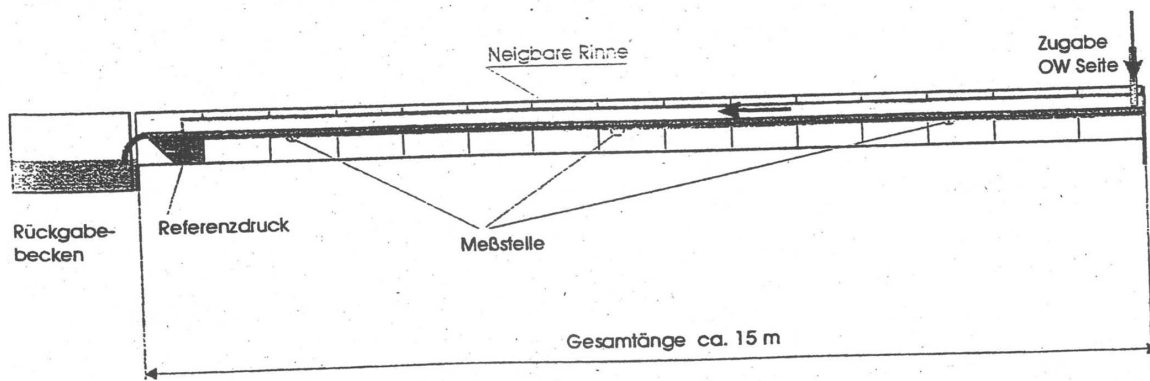 Neigbare Rinne
Zugabe
OW Seite
Rückgabe-
becken
Referenzdruck
Meßstelle
Gesamtänge ca. 15 m